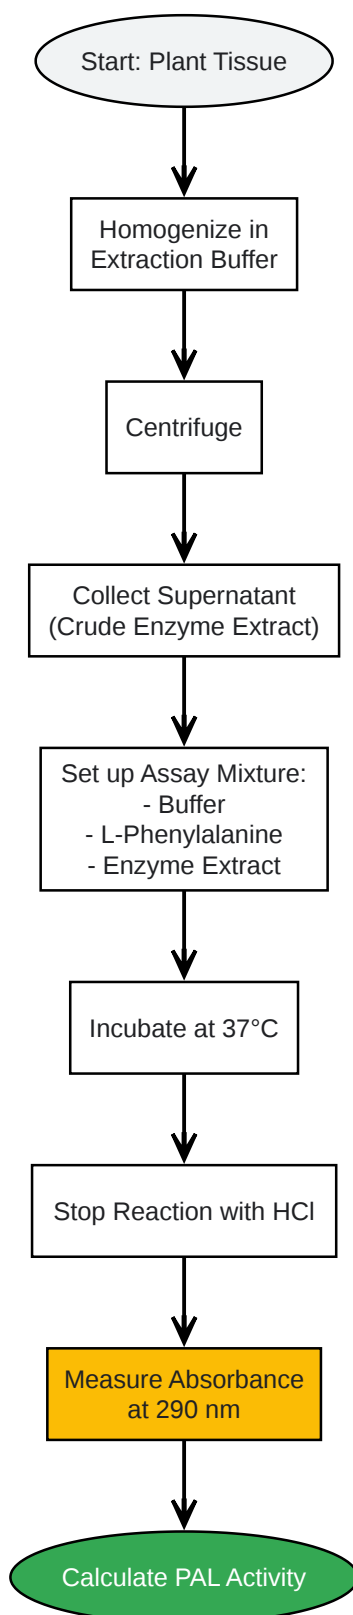 Start: Plant Tissue
Homogenize in
Extraction Buffer
Centrifuge
Collect Supernatant
(Crude Enzyme Extract)
Set up Assay Mixture:
- Buffer
- L-Phenylalanine
- Enzyme Extract
Incubate at 37°C
Stop Reaction with HCl
Measure Absorbance
at 290 nm
Calculate PAL Activity